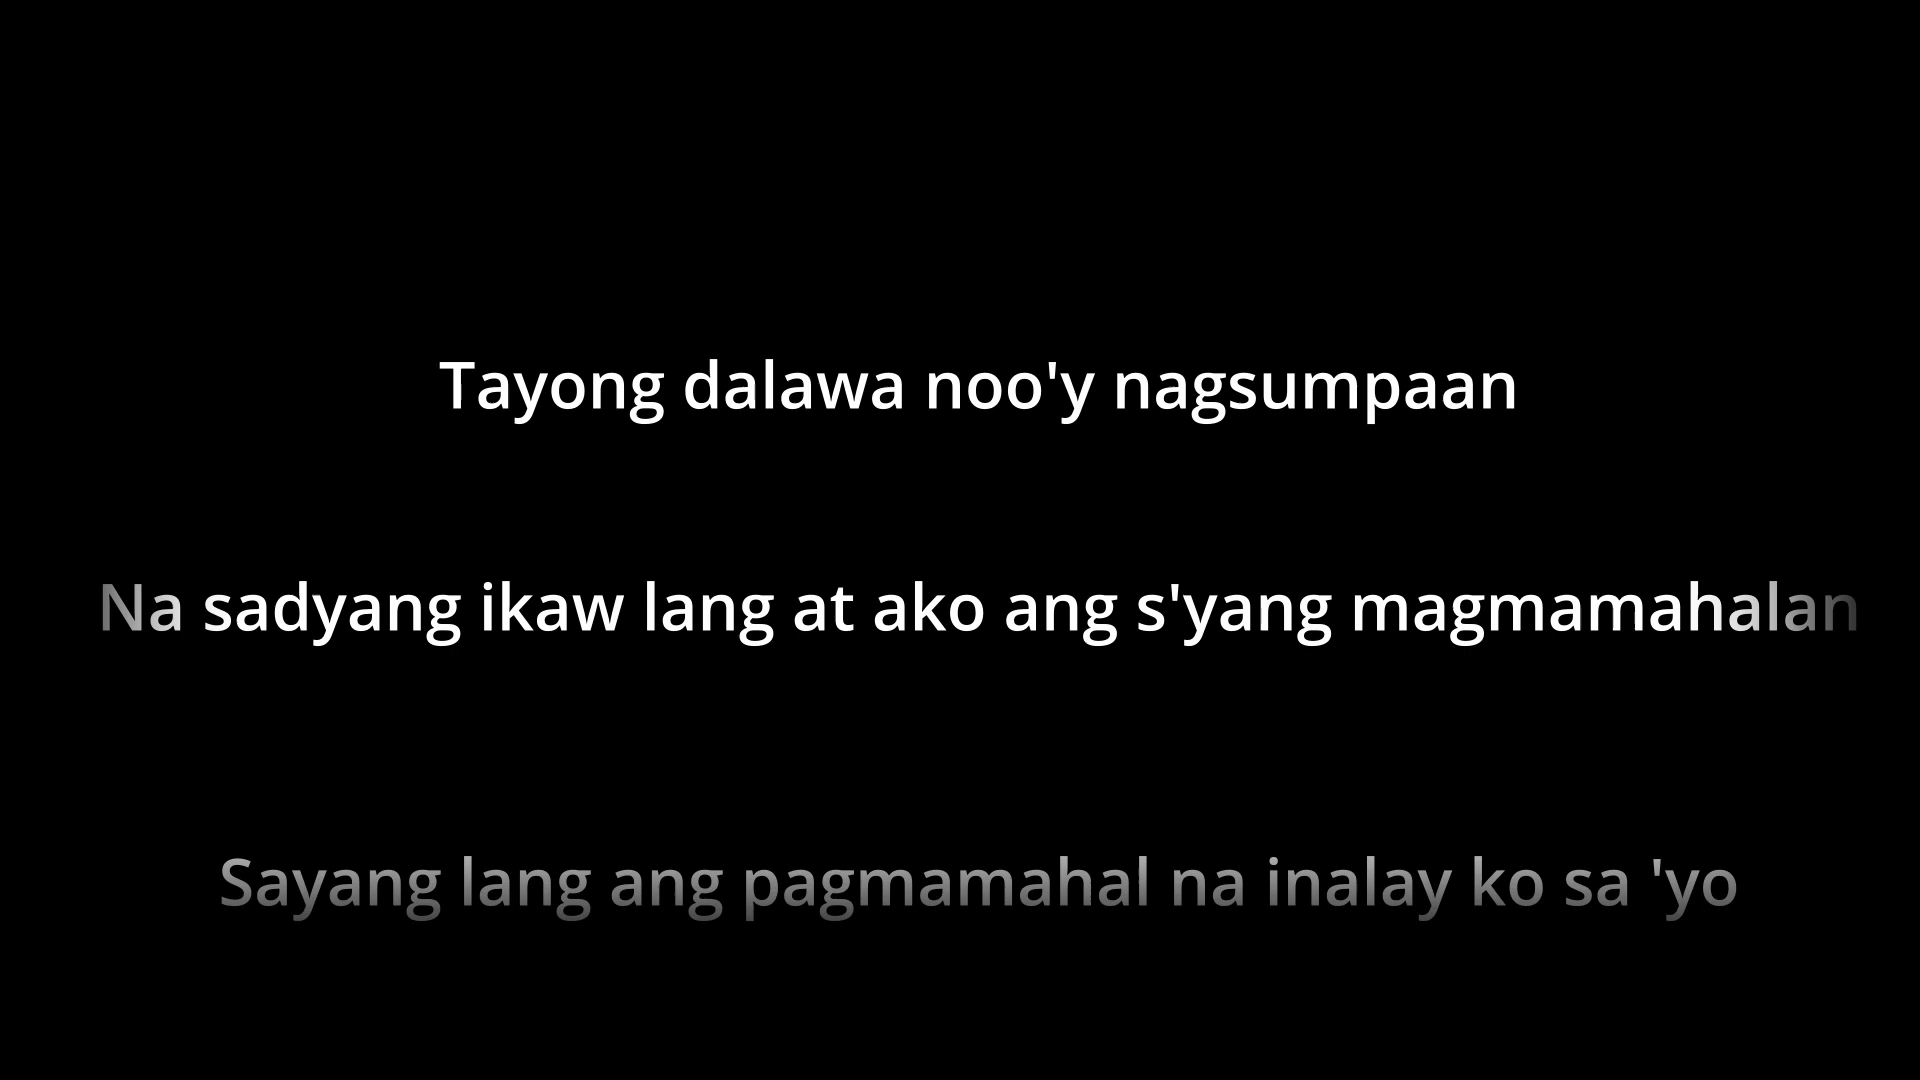 Tayong dalawa noo'y nagsumpaan
Na sadyang ikaw lang at ako ang s'yang magmamahalan
Sayang lang ang pagmamahal na inalay ko sa 'yo